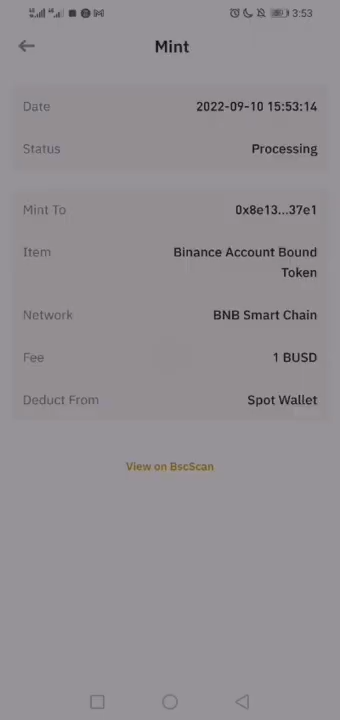 3:53
Mint
Date 2022-09-10 15:53:14
Status Processing
Mint To 0x8e13...37e1
Item Binance Account Bound
Token
Network BNB Smart Chain
Fee 1 BUSD
Deduct From Spot Wallet
View on BscScan